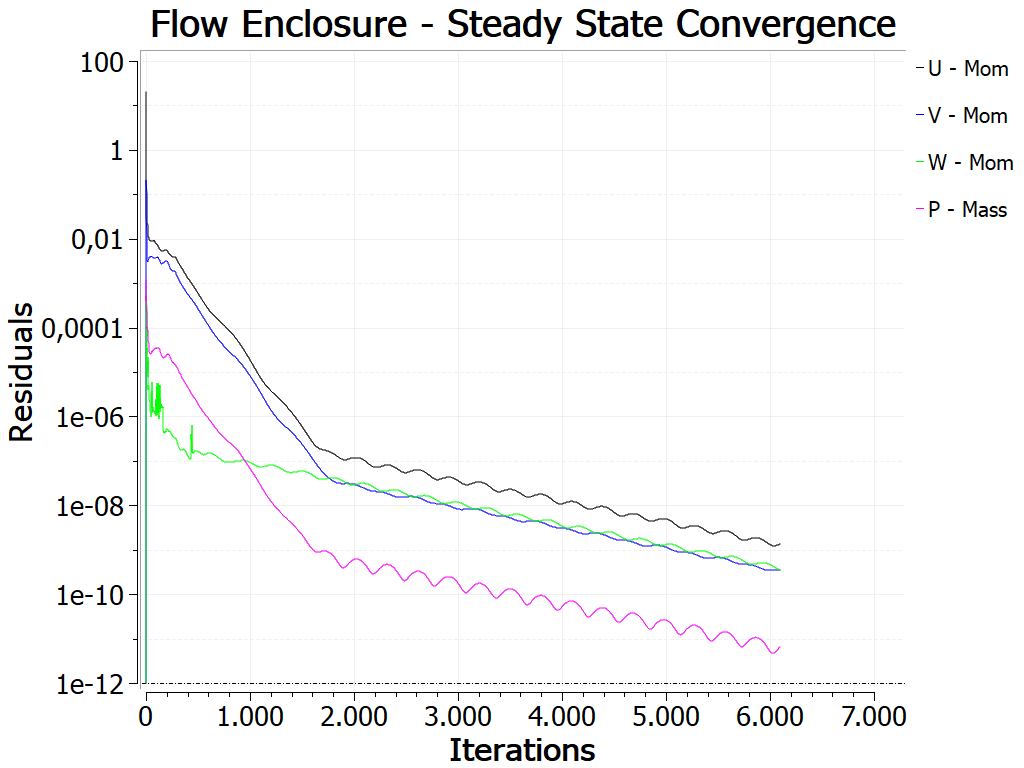 Flow Enclosure - Steady State Convergence
U - Mom
V - Mom
W - Mom
P - Mass
Residuals
100
1
0,01
0,0001
1e-06
1e-08
1e-10
1e-12
0 1.000 2.000 3.000 4.000 5.000 6.000 7.000
Iterations